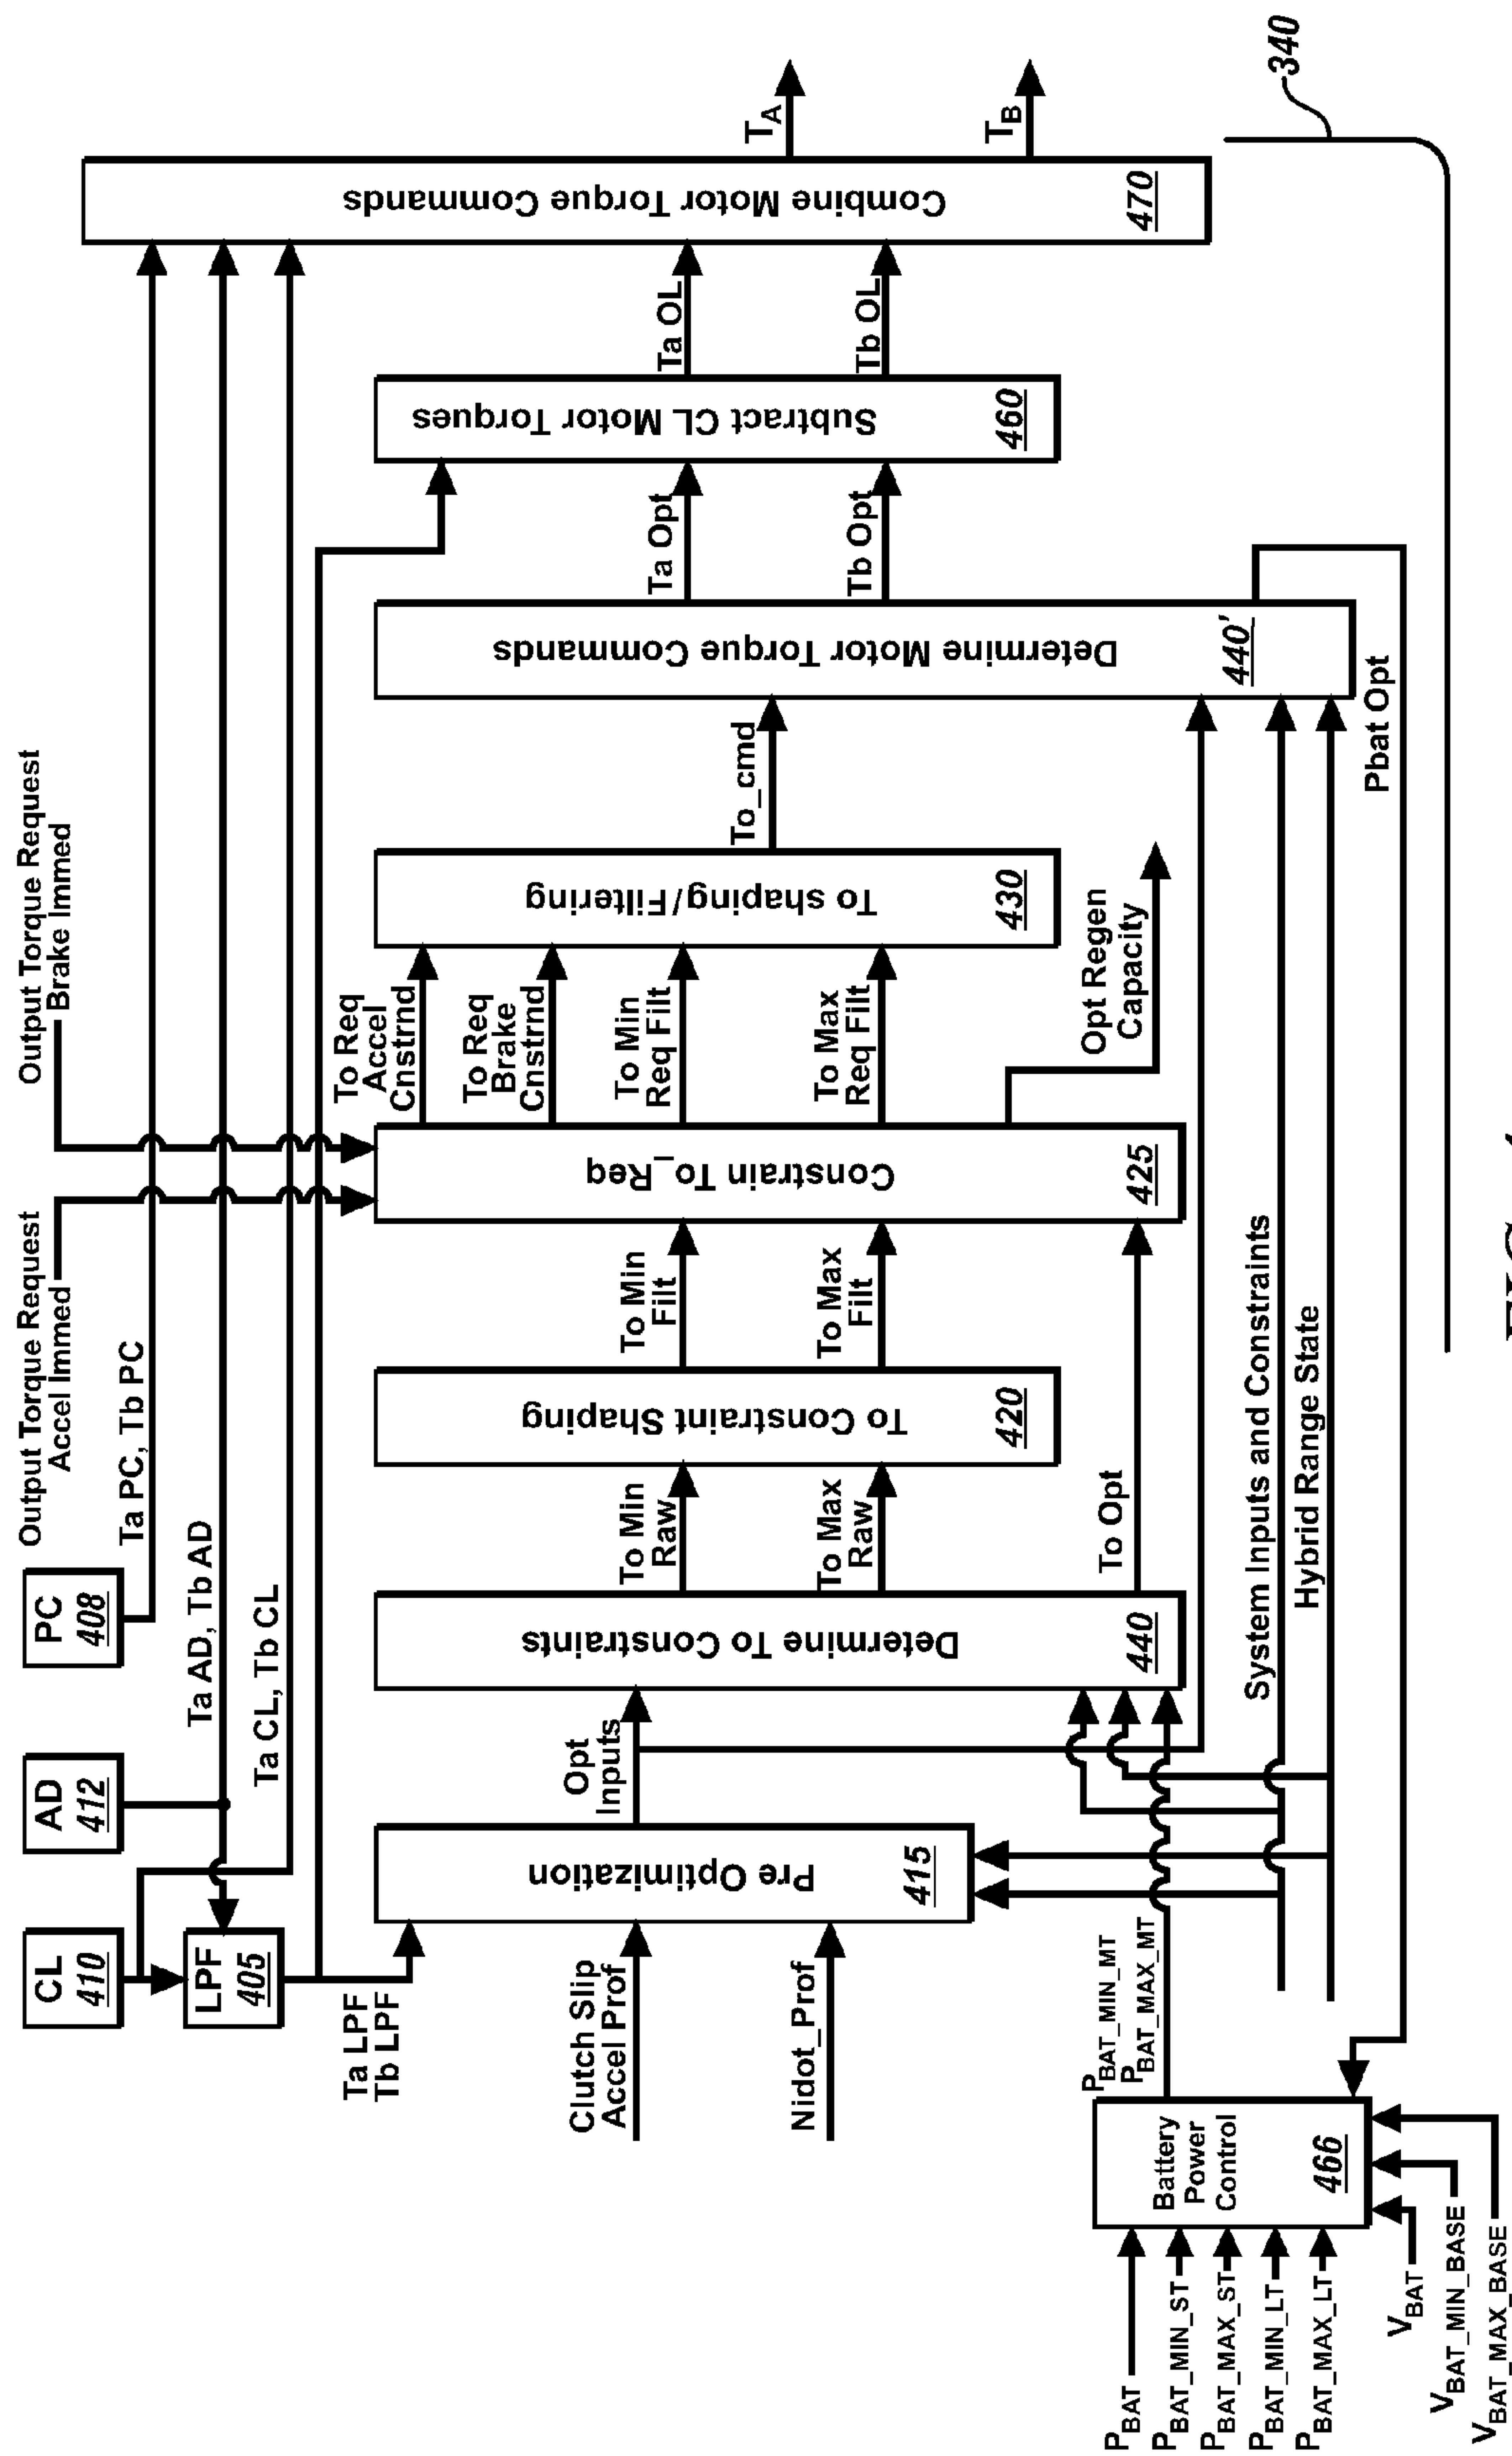 Output Torque Request
Accel Immed
Output Torque Request
Brake Immed
CL
410
AD
412
PC
408
LPF
405
Ta PC, Tb PC
Ta AD, Tb AD
Ta CL, Tb CL
Ta LPF
Tb LPF
Clutch Slip
Accel Prof
Nidot_Prof
Pre Optimization
415
Opt
Inputs
Determine To Constraints
440
To Min
Raw
To Max
Raw
To Opt
To Constraint Shaping
420
To Min
Filt
To Max
Filt
Constrain To_Req
425
To Req
Accel
Cnstrnd
To Req
Brake
Cnstrnd
To Min
Req Filt
To Max
Req Filt
Opt Regen
Capacity
To shaping/Filtering
430
To_cmd
Determine Motor Torque Commands
440'
Ta Opt
Tb Opt
Subtract CL Motor Torques
460
Ta OL
Tb OL
Combine Motor Torque Commands
470
TA
TB
PBAT
PBAT_MIN_ST
PBAT_MAX_ST
PBAT_MIN_LT
PBAT_MAX_LT
VBAT
VBAT_MIN_BASE
VBAT_MAX_BASE
Battery
Power
Control
466
PBAT_MIN_MT
PBAT_MAX_MT
System Inputs and Constraints
Hybrid Range State
Pbat Opt
340